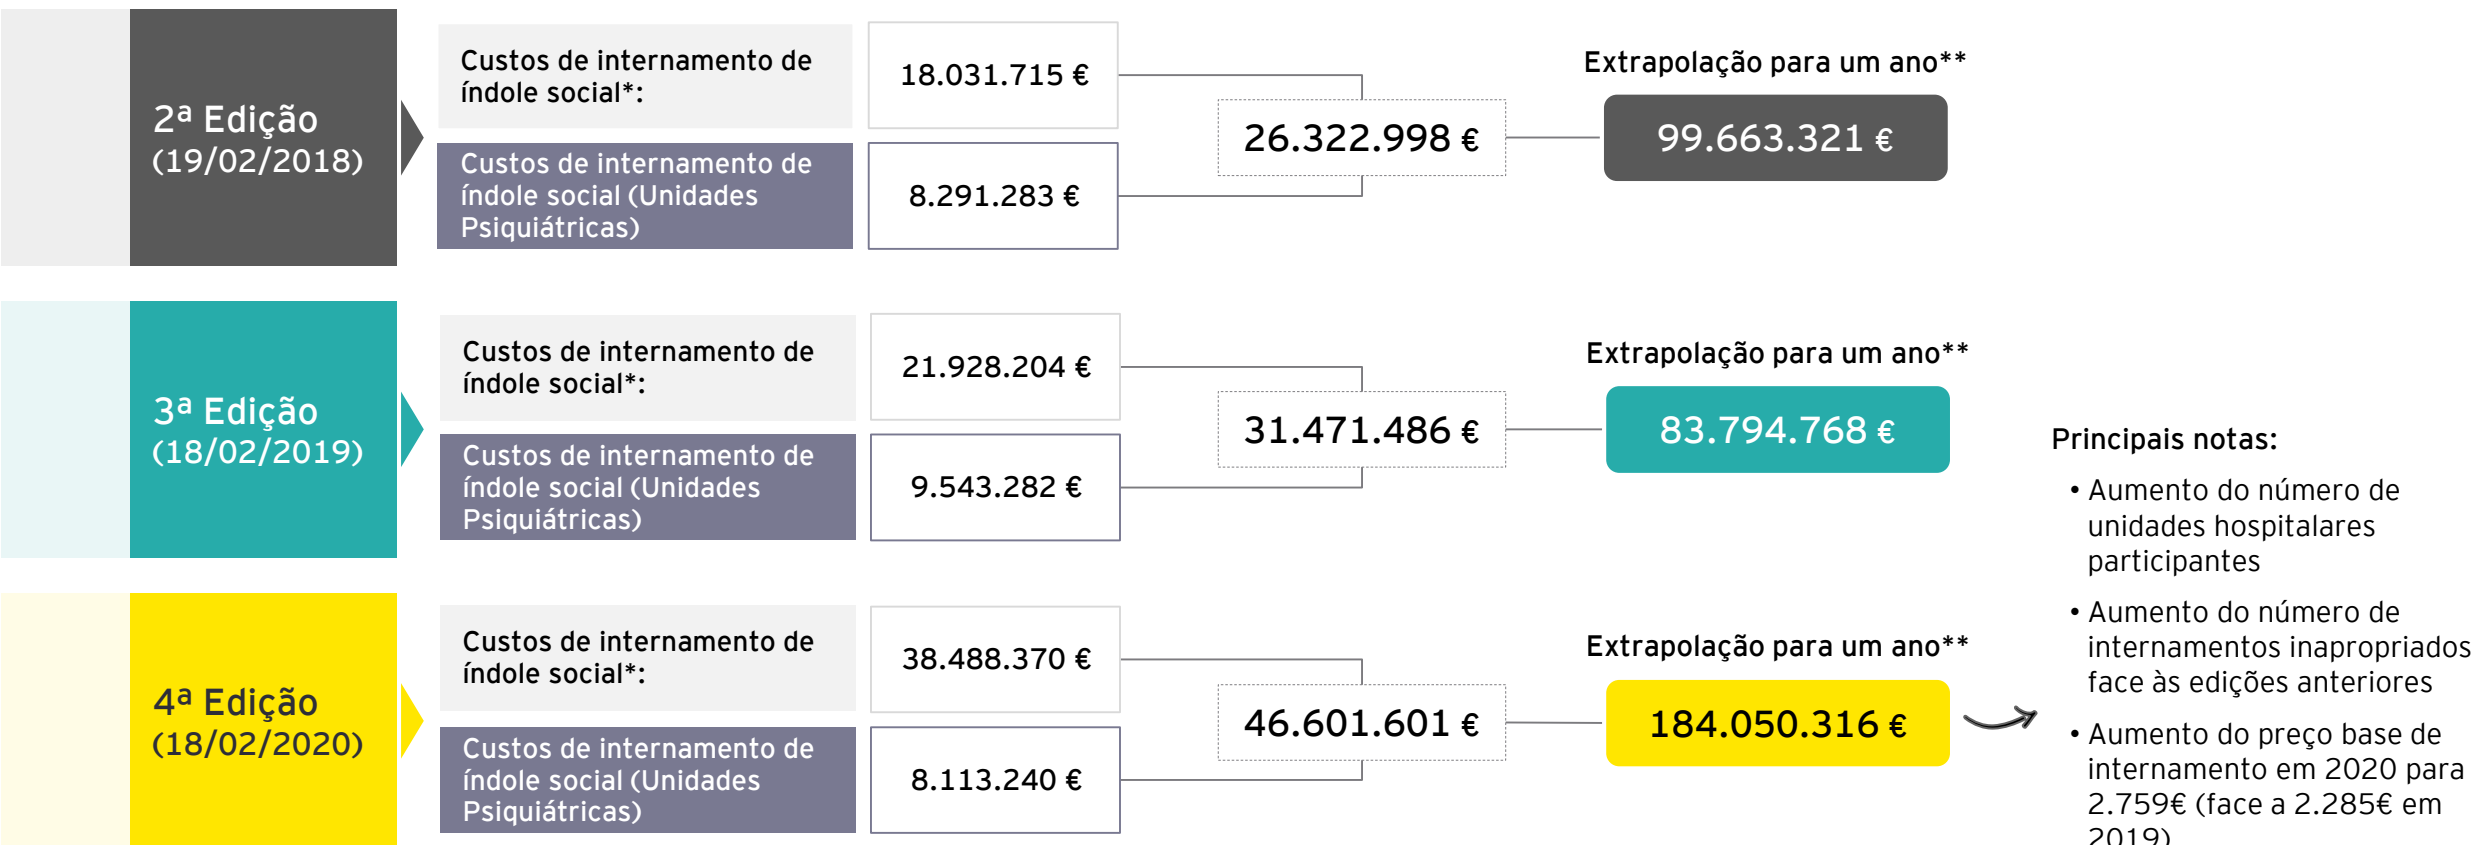 2ª Edição
(19/02/2018)
Custos de internamento de
índole social*:
18.031.715 €
Custos de internamento de
índole social (Unidades
Psiquiátricas)
8.291.283 €
26.322.998 €
Extrapolação para um ano**
99.663.321 €
3ª Edição
(18/02/2019)
Custos de internamento de
índole social*:
21.928.204 €
Custos de internamento de
índole social (Unidades
Psiquiátricas)
9.543.282 €
31.471.486 €
Extrapolação para um ano**
83.794.768 €
4ª Edição
(18/02/2020)
Custos de internamento de
índole social*:
38.488.370 €
Custos de internamento de
índole social (Unidades
Psiquiátricas)
8.113.240 €
46.601.601 €
Extrapolação para um ano**
184.050.316 €
Principais notas:
• Aumento do número de
unidades hospitalares
participantes
• Aumento do número de
internamentos inapropriados
face às edições anteriores
• Aumento do preço base de
internamento em 2020 para
2.759€ (face a 2.285€ em
2019)